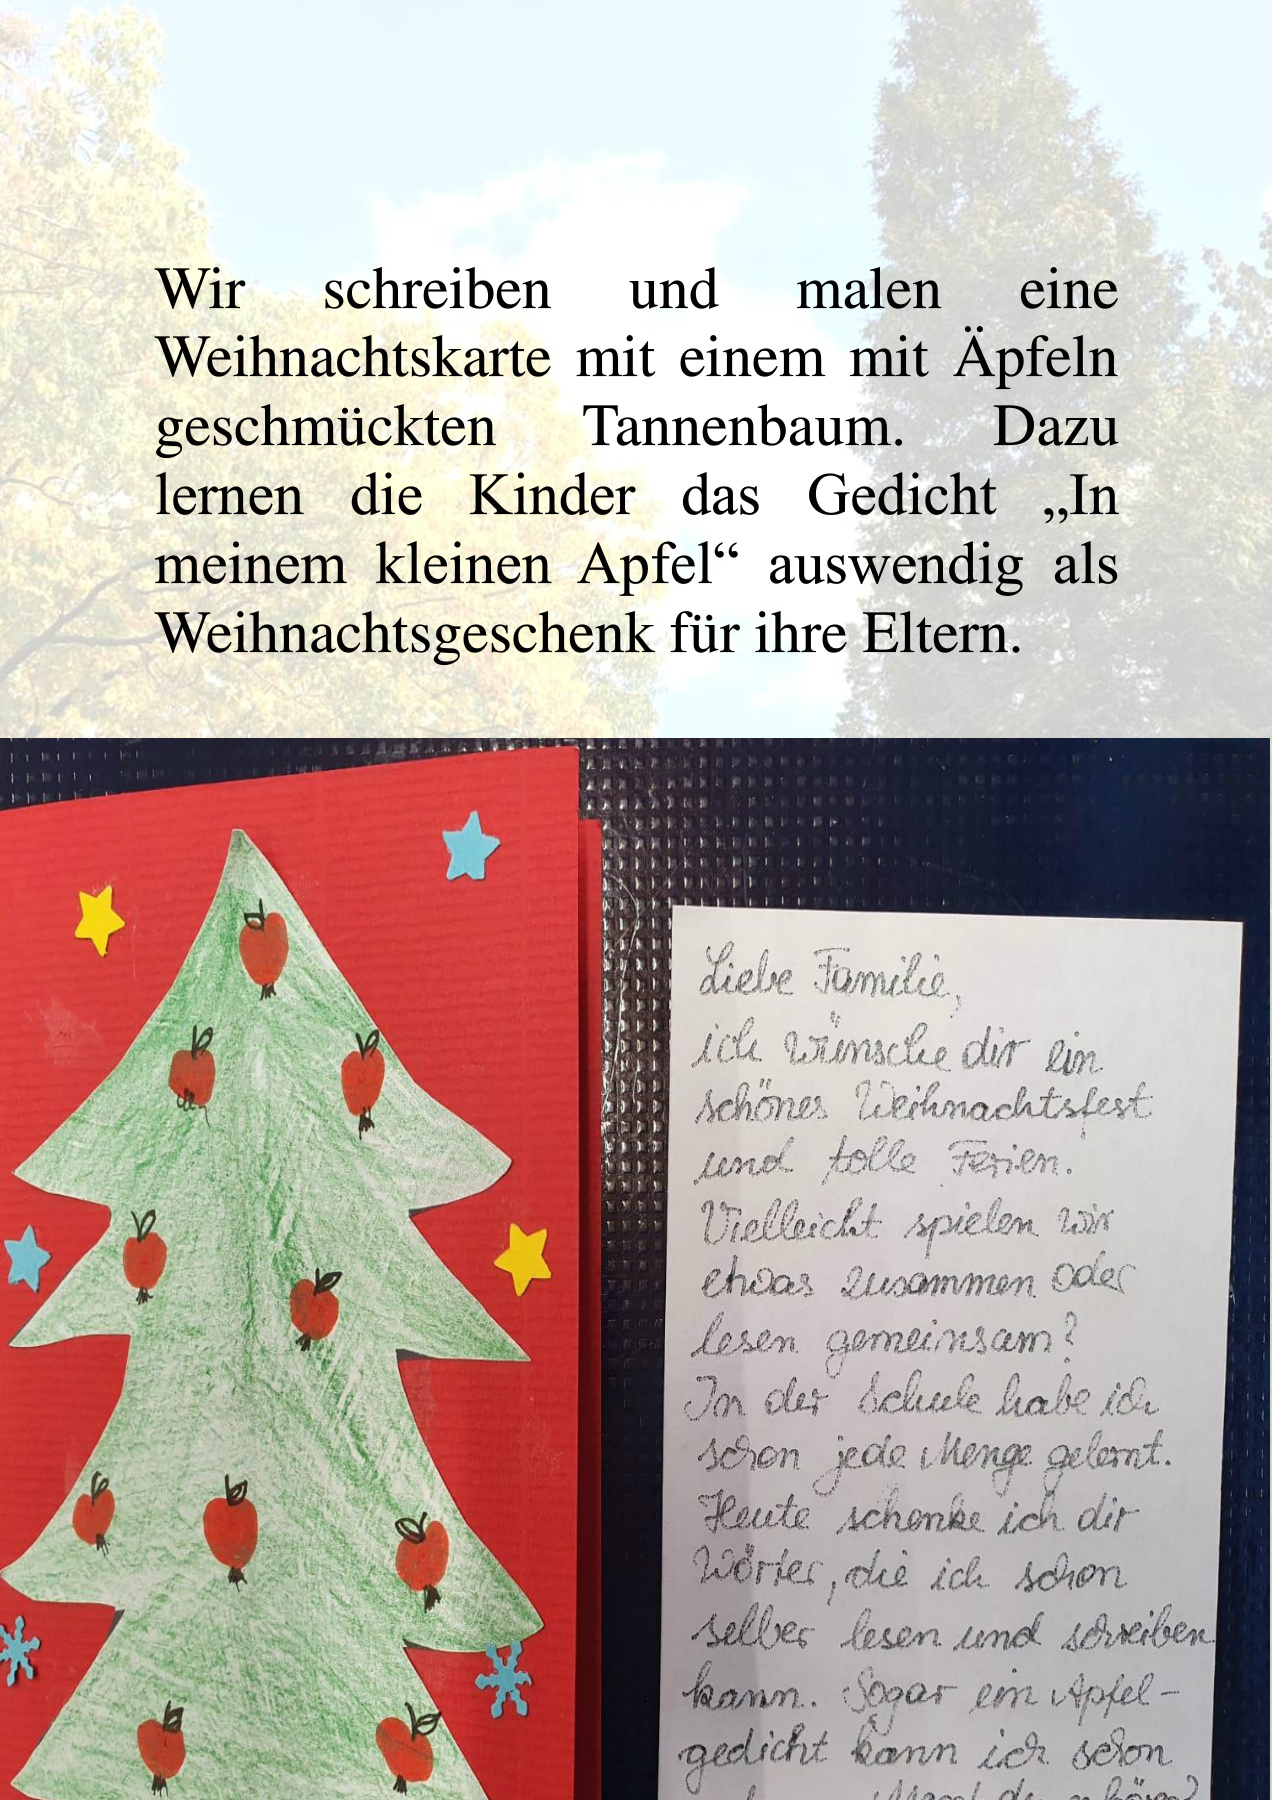 Wir schreiben und malen eine
Weihnachtskarte mit einem mit Äpfeln
geschmückten Tannenbaum. Dazu
lernen die Kinder das Gedicht „In
meinem kleinen Apfel“ auswendig als
Weihnachtsgeschenk für ihre Eltern.
Liebe Familie,
ich wünsche dir ein
schönes Weihnachtsfest
und tolle Ferien.
Vielleicht spielen wir
etwas zusammen oder
lesen gemeinsam?
In der Schule habe ich
schon jede Menge gelernt.
Heute schenke ich dir
Wörter, die ich schon
selber lesen und schreiben
kann. Sogar ein Apfel-
gedicht kann ich schon